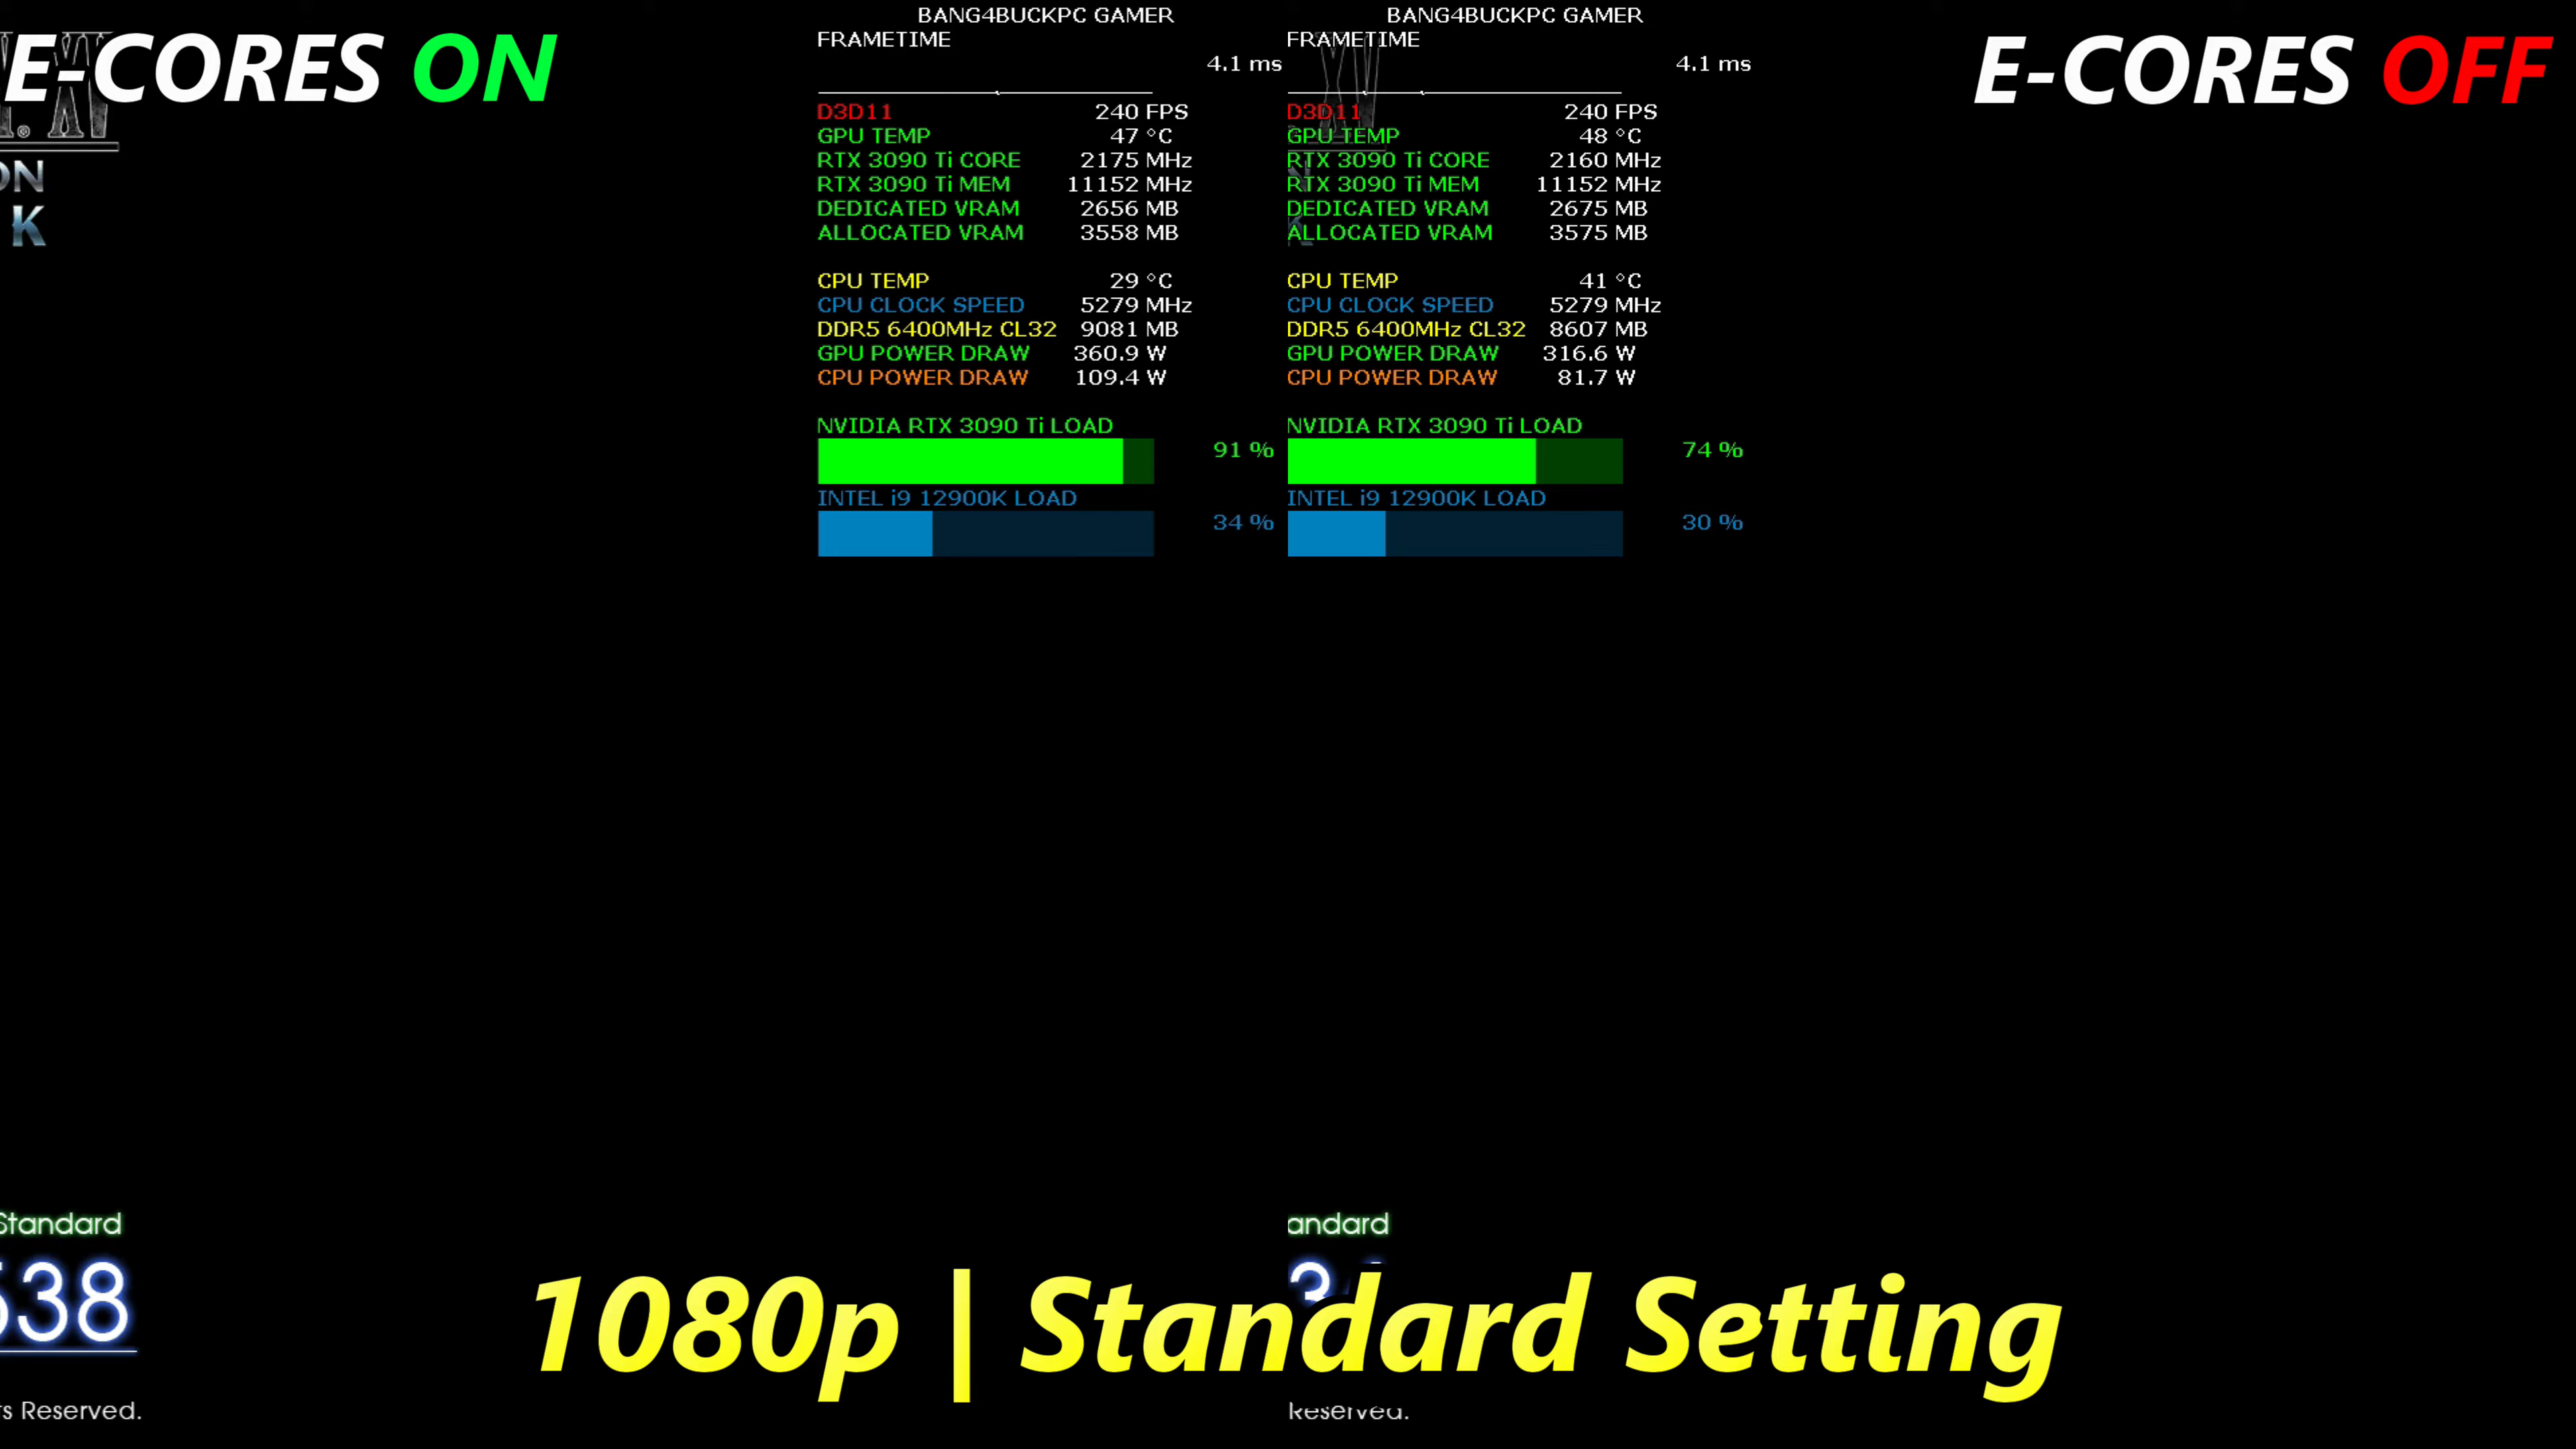 E-CORES ON
ON
K
BANG4BUCKPC GAMER
FRAMETIME
4.1 ms
D3D11 240 FPS
GPU TEMP 47 °C
RTX 3090 Ti CORE 2175 MHz
RTX 3090 Ti MEM 11152 MHz
DEDICATED VRAM 2656 MB
ALLOCATED VRAM 3558 MB
CPU TEMP 29 °C
CPU CLOCK SPEED 5279 MHz
DDR5 6400MHz CL32 9081 MB
GPU POWER DRAW 360.9 W
CPU POWER DRAW 109.4 W
NVIDIA RTX 3090 Ti LOAD
91 %
INTEL i9 12900K LOAD
34 %
Standard
538
s Reserved.
E-CORES OFF
BANG4BUCKPC GAMER
FRAMETIME
4.1 ms
D3D11 240 FPS
GPU TEMP 48 °C
RTX 3090 Ti CORE 2160 MHz
RTX 3090 Ti MEM 11152 MHz
DEDICATED VRAM 2675 MB
ALLOCATED VRAM 3575 MB
CPU TEMP 41 °C
CPU CLOCK SPEED 5279 MHz
DDR5 6400MHz CL32 8607 MB
GPU POWER DRAW 316.6 W
CPU POWER DRAW 81.7 W
NVIDIA RTX 3090 Ti LOAD
74 %
INTEL i9 12900K LOAD
30 %
andard
Reserved.
1080p | Standard Setting